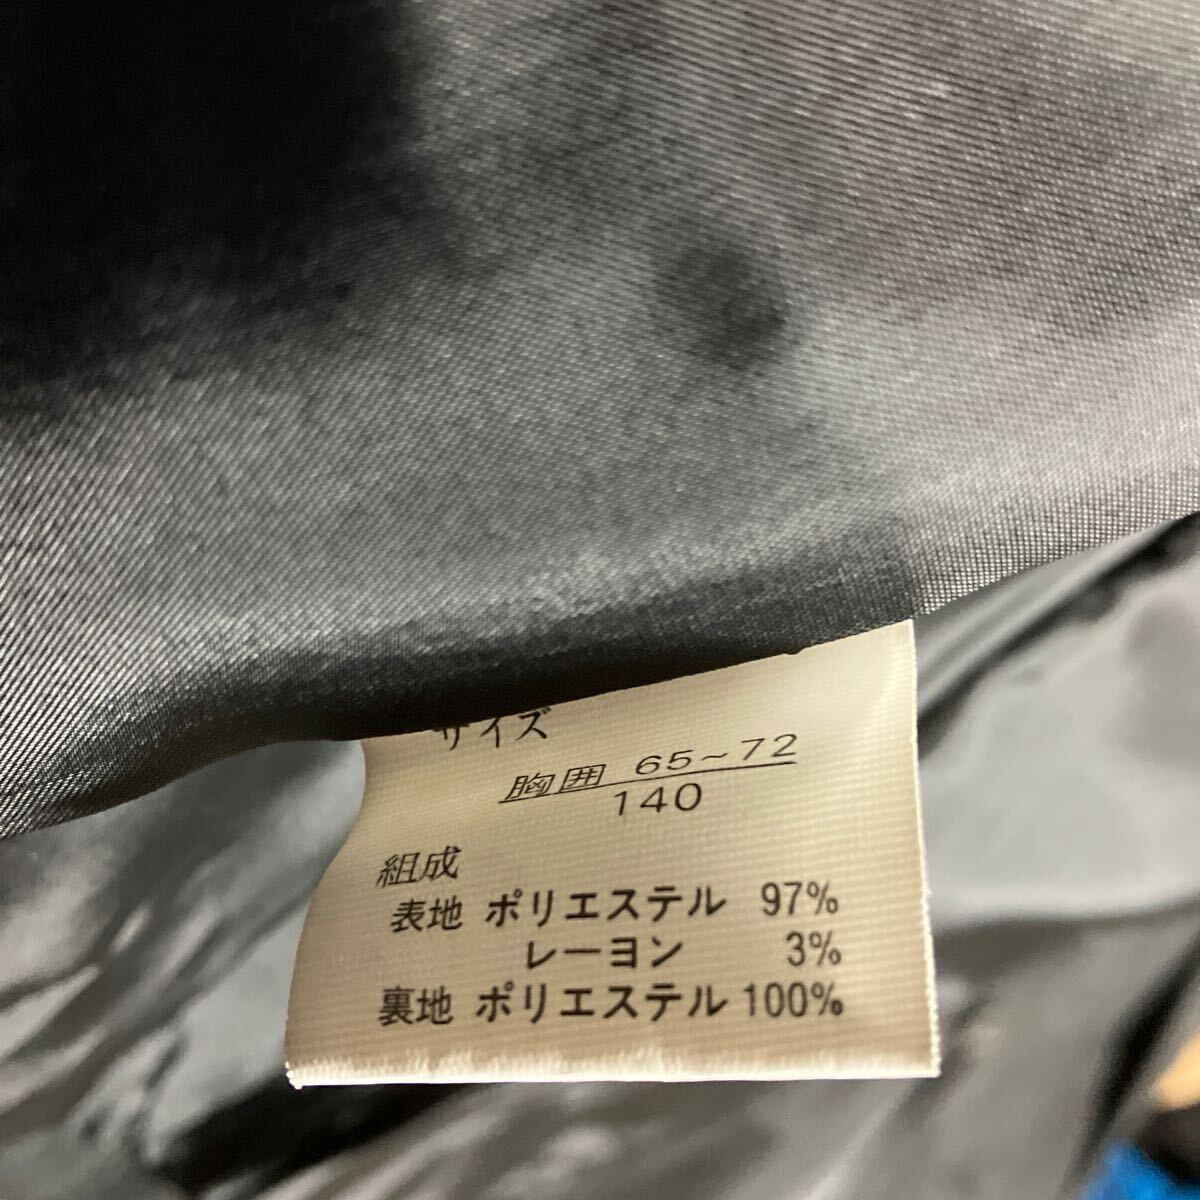 サイズ
胸囲 65~72
140
組成
表地 ポリエステル 97%
レーヨン 3%
裏地 ポリエステル 100%